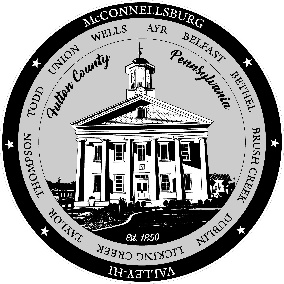 McCONNELLSBURG
THOMPSON TODD UNION WELLS AYR BELFAST BETHEL BRUSH CREEK
Fulton County Pennsylvania
Est. 1850
TAYLOR LICKING CREEK DUBLIN
VALLEY-HI